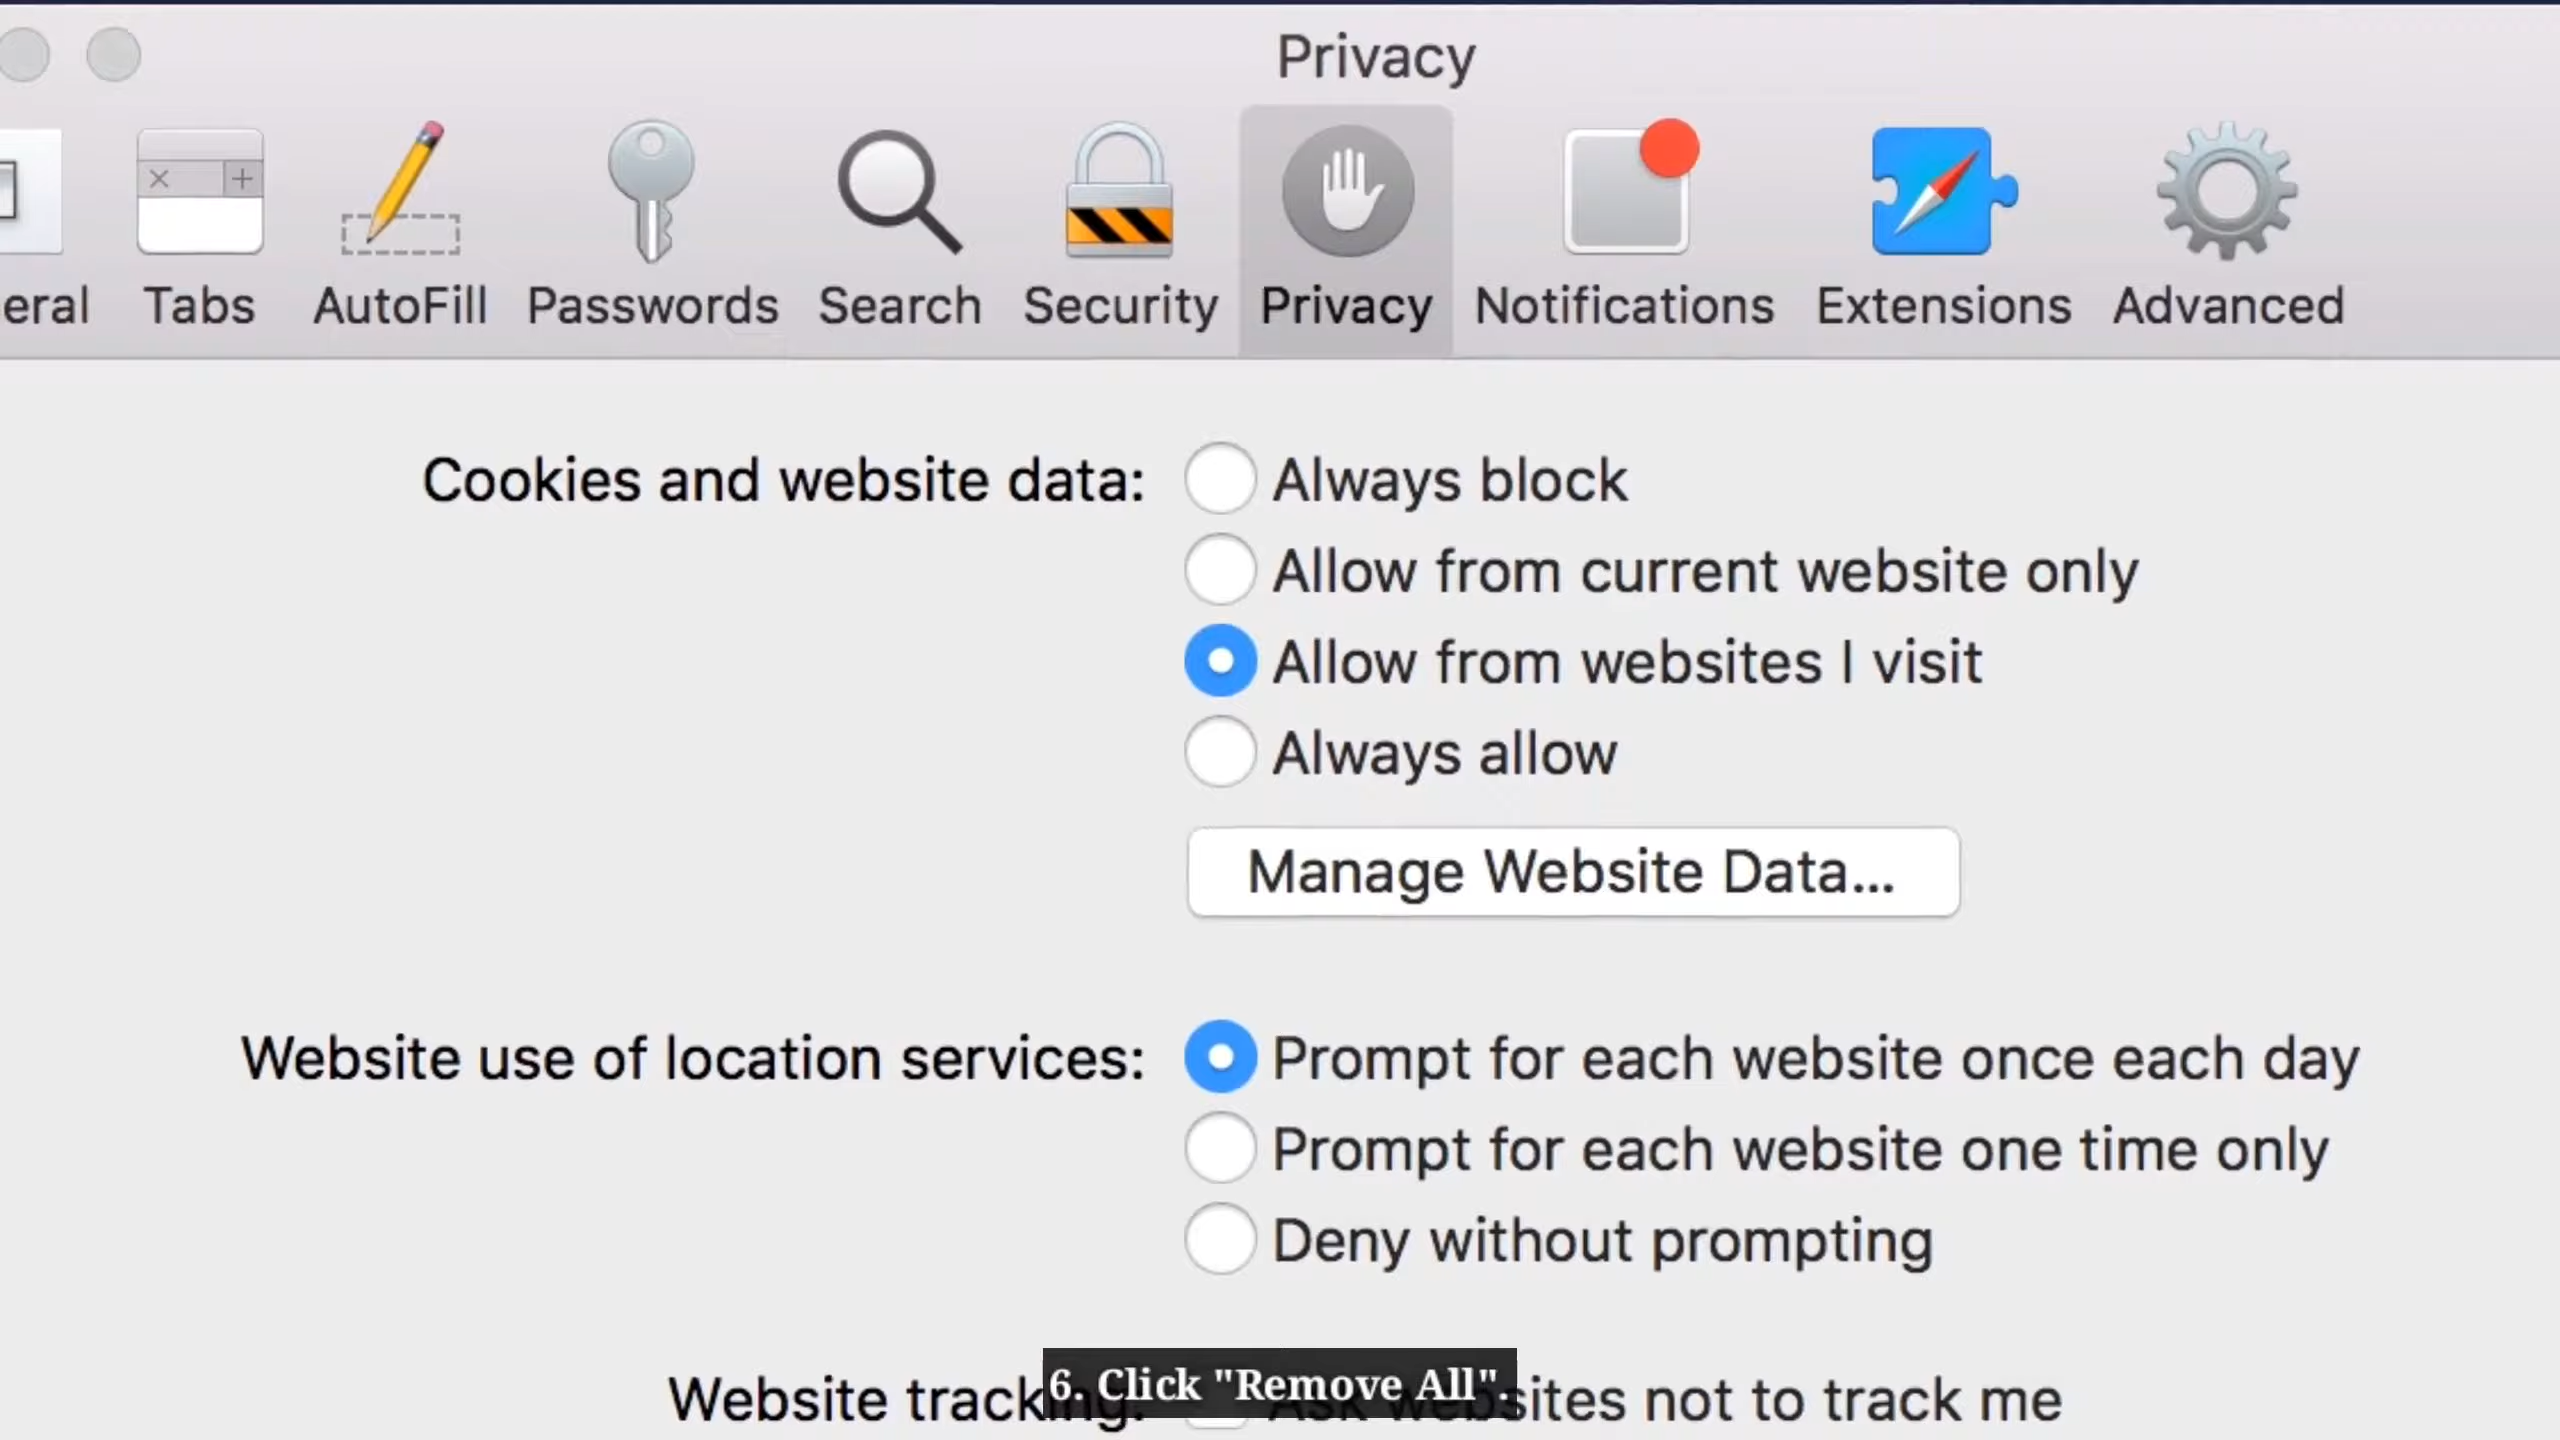 Privacy
eral Tabs AutoFill Passwords Search Security Privacy Notifications Extensions Advanced
Cookies and website data: Always block
Allow from current website only
Allow from websites I visit
Always allow
Manage Website Data...
Website use of location services: Prompt for each website once each day
Prompt for each website one time only
Deny without prompting
Website tracking: Ask websites not to track me
6. Click "Remove All".